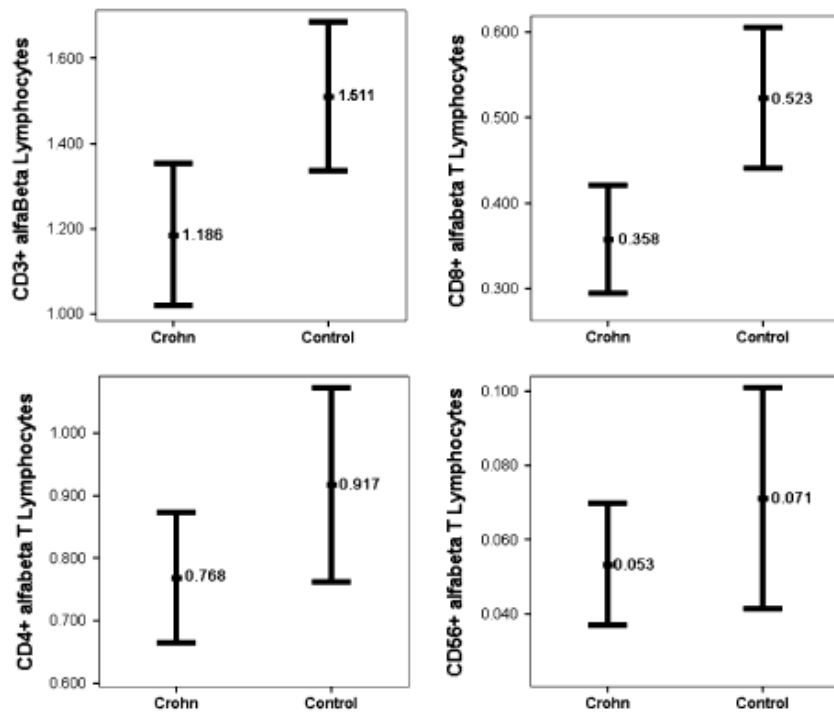 CD3+ alfaBeta Lymphocytes
1.600
1.400
1.200
1.000
1.511
1.186
Crohn
Control
CD8+ alfabeta T Lymphocytes
0.600
0.500
0.400
0.300
0.523
0.358
Crohn
Control
CD4+ alfabeta T Lymphocytes
1.000
0.900
0.800
0.700
0.600
0.917
0.768
Crohn
Control
CD56+ alfabeta T Lymphocytes
0.100
0.080
0.060
0.040
0.071
0.053
Crohn
Control